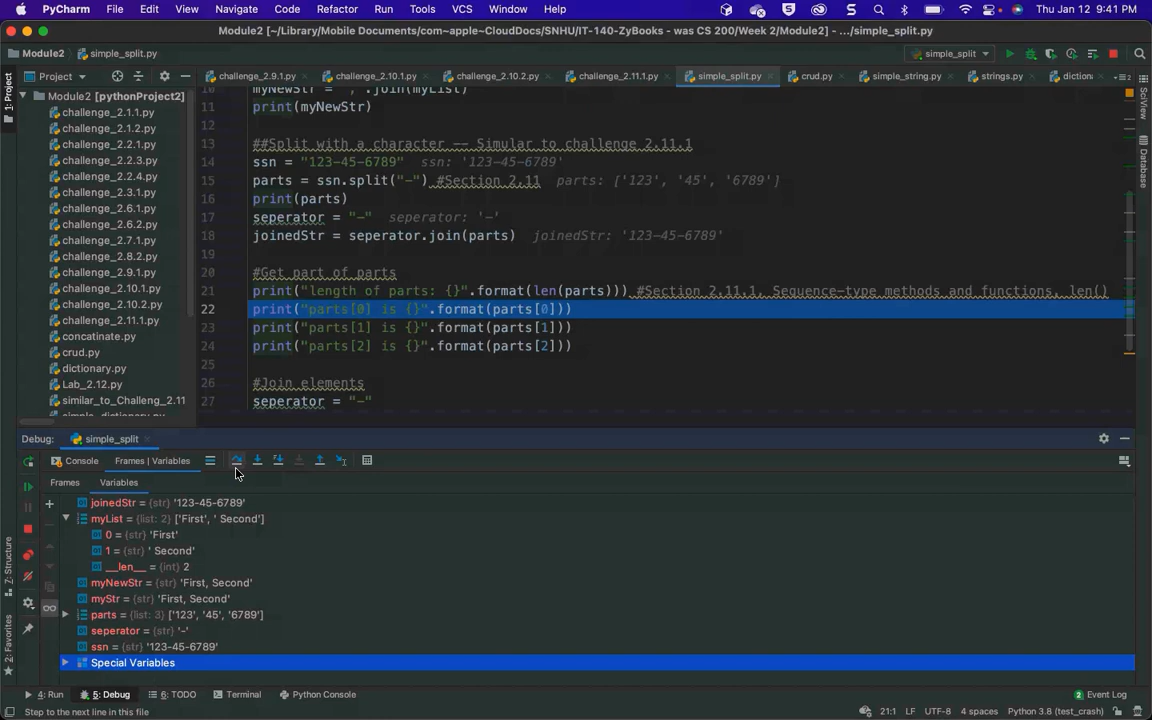 PyCharm File Edit View Navigate Code Refactor Run Tools VCS Window Help Thu Jan 12 9:41 PM
Module2 [~/Library/Mobile Documents/com~apple~CloudDocs/SNHU/IT-140-ZyBooks - was CS 200/Week 2/Module2] - .../simple_split.py
Module2 simple_split.py simple_split
Project challenge_2.9.1.py challenge_2.10.1.py challenge_2.10.2.py challenge_2.11.1.py simple_split.py crud.py simple_string.py strings.py diction
1: Project
SciView
Database
Module2 [pythonProject2]
challenge_2.1.1.py
challenge_2.1.2.py
challenge_2.2.1.py
challenge_2.2.3.py
challenge_2.2.4.py
challenge_2.3.1.py
challenge_2.6.1.py
challenge_2.6.2.py
challenge_2.7.1.py
challenge_2.8.2.py
challenge_2.9.1.py
challenge_2.10.1.py
challenge_2.10.2.py
challenge_2.11.1.py
concatinate.py
crud.py
dictionary.py
Lab_2.12.py
similar_to_Challeng_2.11
simple_dictionary.py
10 myNewStr = ",".join(myList)
11 print(myNewStr)
12
13 ##Split with a character -- Simular to challenge 2.11.1
14 ssn = "123-45-6789" ssn: '123-45-6789'
15 parts = ssn.split("-") #Section 2.11 parts: ['123', '45', '6789']
16 print(parts)
17 seperator = "-" seperator: '-'
18 joinedStr = seperator.join(parts) joinedStr: '123-45-6789'
19
20 #Get part of parts
21 print("length of parts: {}".format(len(parts))) #Section 2.11.1, Sequence-type methods and functions, len()
22 print("parts[0] is {}".format(parts[0]))
23 print("parts[1] is {}".format(parts[1]))
24 print("parts[2] is {}".format(parts[2]))
25
26 #Join elements
27 seperator = "-"
Debug: simple_split
Console Frames | Variables
Frames Variables
joinedStr = {str} '123-45-6789'
myList = {list: 2} ['First', ' Second']
0 = {str} 'First'
1 = {str} ' Second'
__len__ = {int} 2
myNewStr = {str} 'First, Second'
myStr = {str} 'First, Second'
parts = {list: 3} ['123', '45', '6789']
seperator = {str} '-'
ssn = {str} '123-45-6789'
Special Variables
7: Structure
2: Favorites
4: Run 5: Debug 6: TODO Terminal Python Console 2 Event Log
Step to the next line in this file 21:1 LF UTF-8 4 spaces Python 3.8 (test_crash)